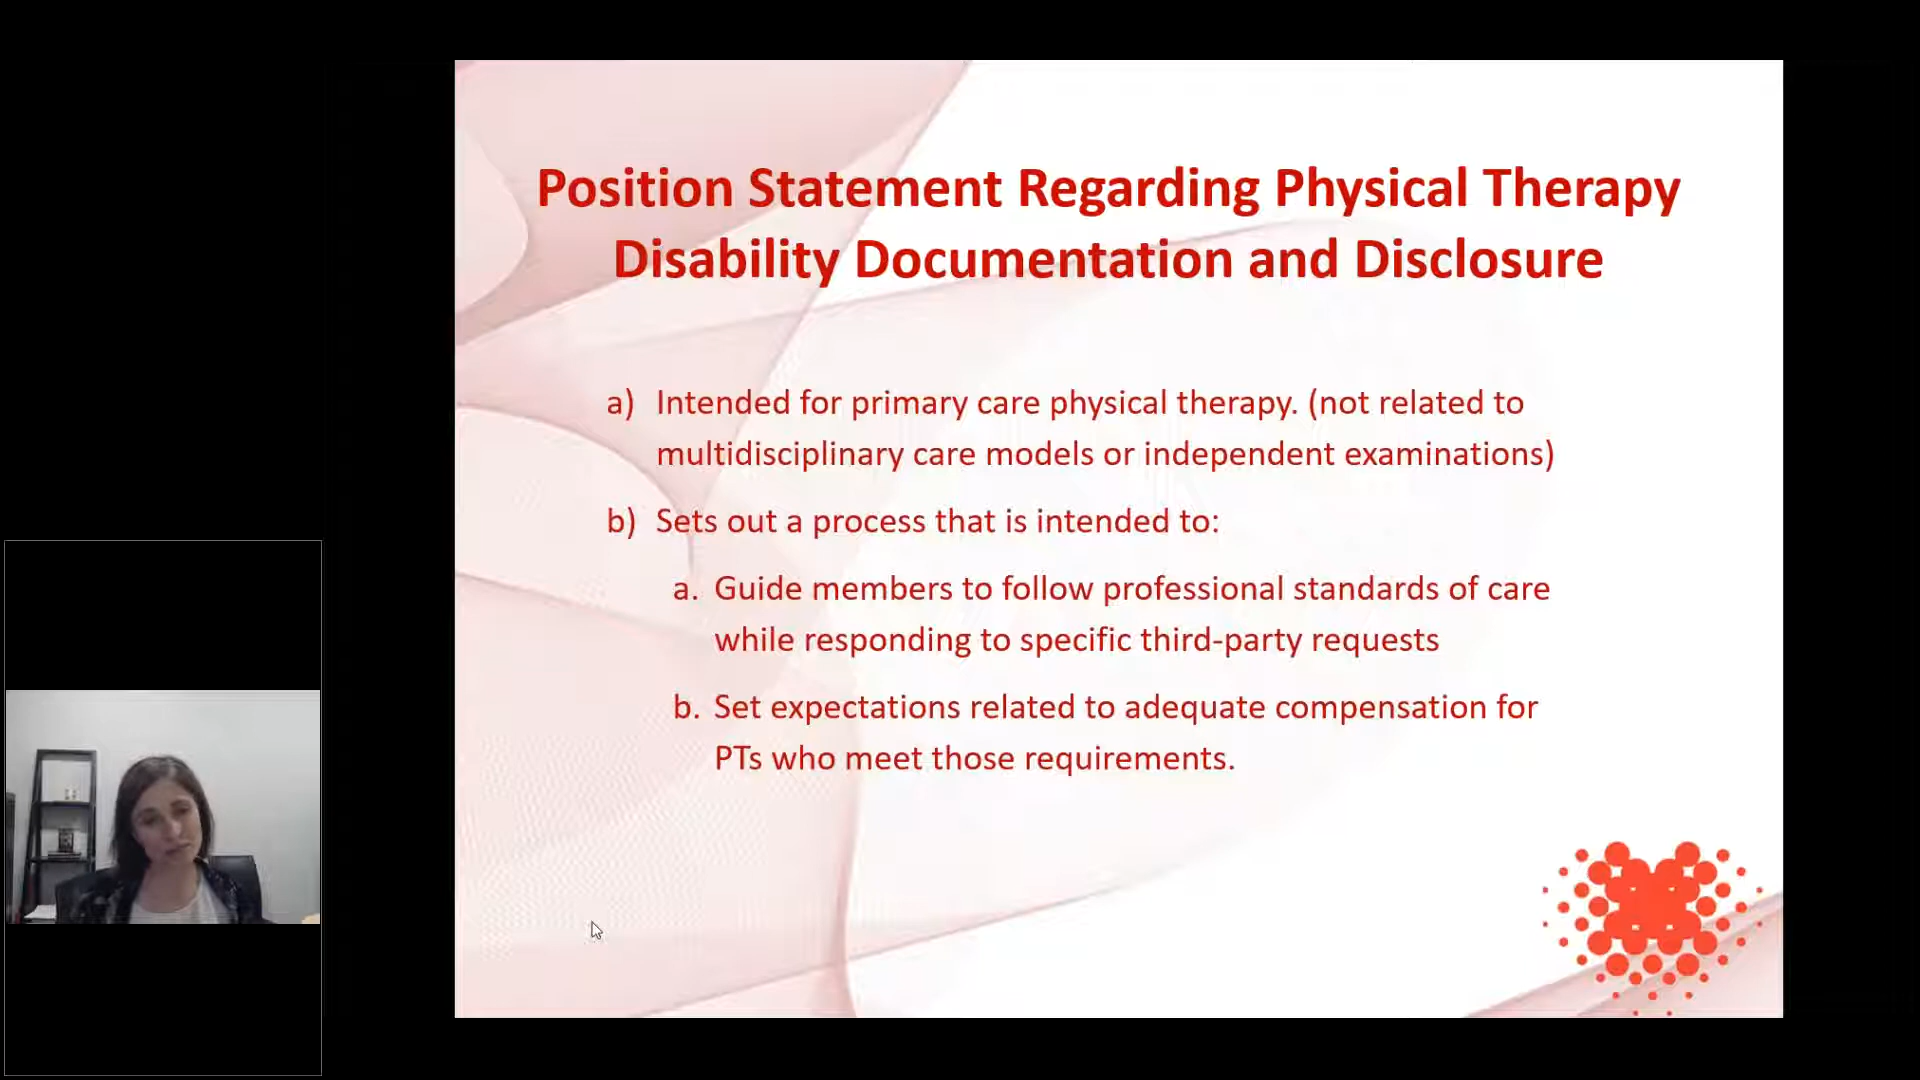 Position Statement Regarding Physical Therapy
Disability Documentation and Disclosure
a) Intended for primary care physical therapy. (not related to
multidisciplinary care models or independent examinations)
b) Sets out a process that is intended to:
a. Guide members to follow professional standards of care
while responding to specific third-party requests
b. Set expectations related to adequate compensation for
PTs who meet those requirements.